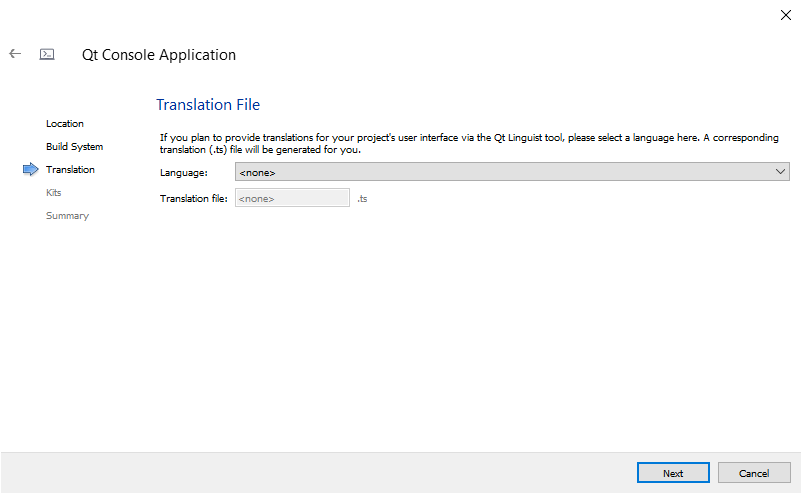 Qt Console Application
Location
Build System
Translation
Kits
Summary
Translation File
If you plan to provide translations for your project's user interface via the Qt Linguist tool, please select a language here. A corresponding
translation (.ts) file will be generated for you.
Language: <none>
Translation file: <none> .ts
Next Cancel